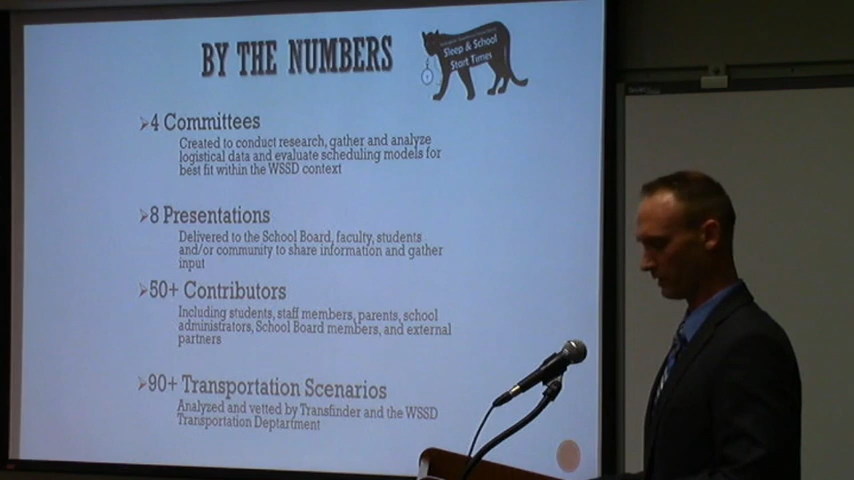 BY THE NUMBERS
Sleep & School
Start Times
➢4 Committees
Created to conduct research, gather and analyze
logistical data and evaluate scheduling models for
best fit within the WSSD context
➢8 Presentations
Delivered to the School Board, faculty, students
and/or community to share information and gather
input
➢50+ Contributors
Including students, staff members, parents, school
administrators, School Board members, and external
partners
➢90+ Transportation Scenarios
Analyzed and vetted by Transfinder and the WSSD
Transportation Deptartment